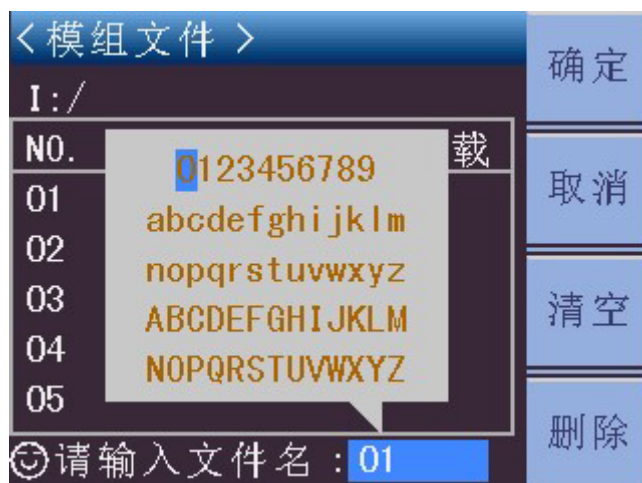 <模组文件 >
I:/
NO. 载
01
02
03
04
05
0123456789
abcdefghijklm
nopqrstuvwxyz
ABCDEFGHIJKLM
NOPQRSTUVWXYZ
请输入文件名:01
确定
取消
清空
删除